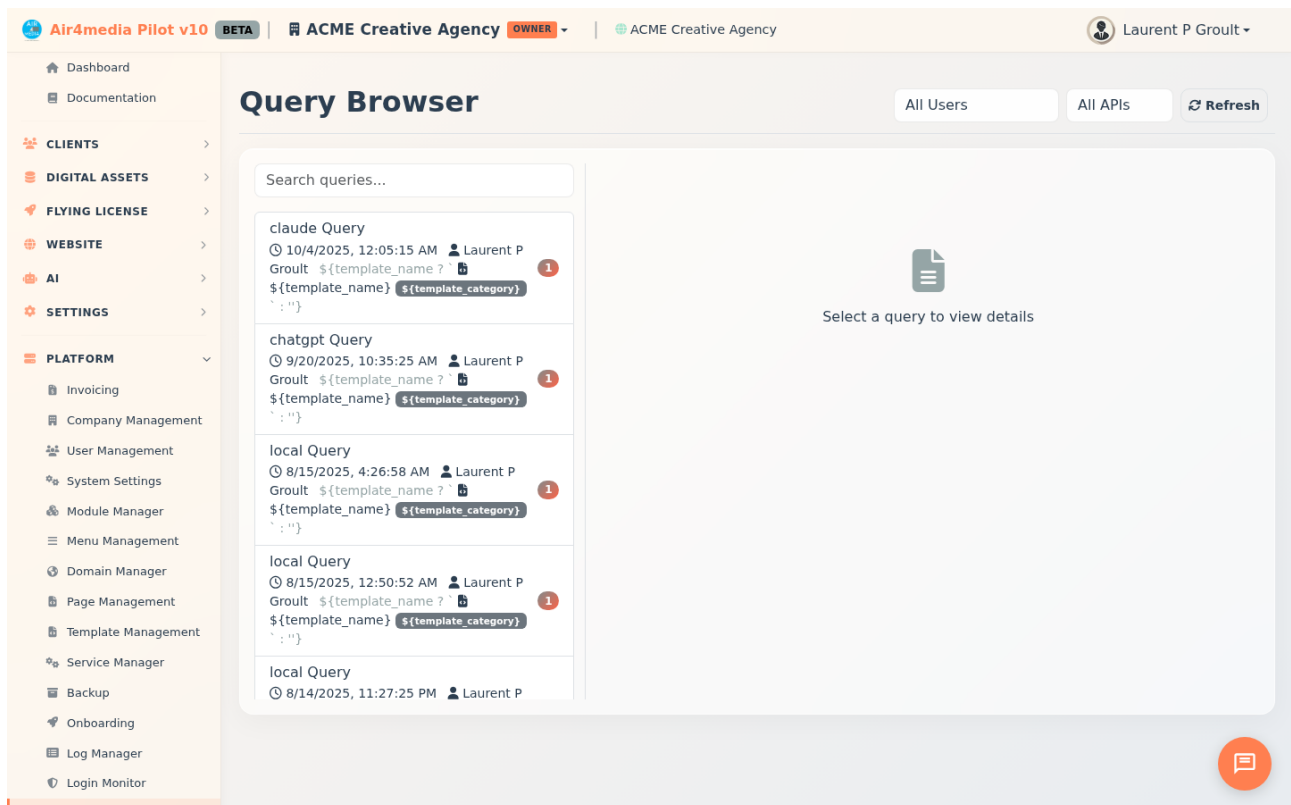 Air4media Pilot v10 BETA | ACME Creative Agency OWNER | ACME Creative Agency Laurent P Groult
Dashboard
Documentation
CLIENTS
DIGITAL ASSETS
FLYING LICENSE
WEBSITE
AI
SETTINGS
PLATFORM
Invoicing
Company Management
User Management
System Settings
Module Manager
Menu Management
Domain Manager
Page Management
Template Management
Service Manager
Backup
Onboarding
Log Manager
Login Monitor
Query Browser
All Users
All APIs
Refresh
Search queries...
claude Query
10/4/2025, 12:05:15 AM Laurent P
Groult ${template_name ? `
${template_name} ${template_category}
` : ''}
1
chatgpt Query
9/20/2025, 10:35:25 AM Laurent P
Groult ${template_name ? `
${template_name} ${template_category}
` : ''}
1
local Query
8/15/2025, 4:26:58 AM Laurent P
Groult ${template_name ? `
${template_name} ${template_category}
` : ''}
1
local Query
8/15/2025, 12:50:52 AM Laurent P
Groult ${template_name ? `
${template_name} ${template_category}
` : ''}
1
local Query
8/14/2025, 11:27:25 PM Laurent P
Select a query to view details